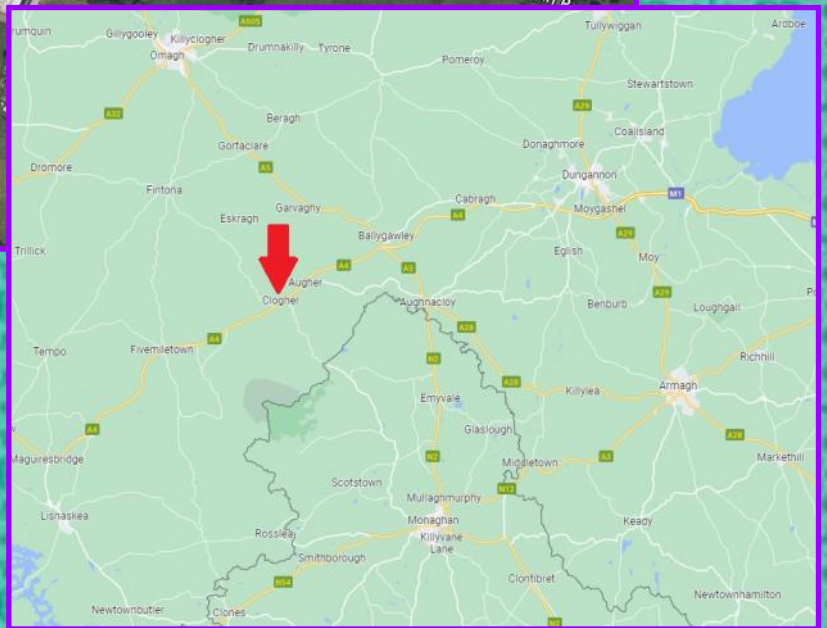 A505
Tullywiggan
Ardboe
rumquin
Gillygooley
Killyclogher
Omagh
Drumnakilly
Tyrone
Pomeroy
Stewartstown
A32
A29
Coalisland
Beragh
Donaghmore
Gortaclare
Dromore
A5
Dungannon
Fintona
Cabragh
M1
Garvaghy
A4
Moygashel
Eskragh
Ballygawley
A29
Trillick
Eglish
Moy
A4
A5
Augher
Clogher
Aughnacloy
Benburb
A29
Loughgall
A28
A4
Tempo
Fivemiletown
N2
Richhill
A28
Killylea
Armagh
Emyvale
A4
Glaslough
A28
Maguiresbridge
N2
Middletown
A3
Markethill
Scotstown
N12
Mullaghmurphy
Lisnaskea
Monaghan
Keady
Rosslea
Killyvane
Lane
Smithborough
N54
Clontibret
Newtownhamilton
Newtownbutler
Clones
N2